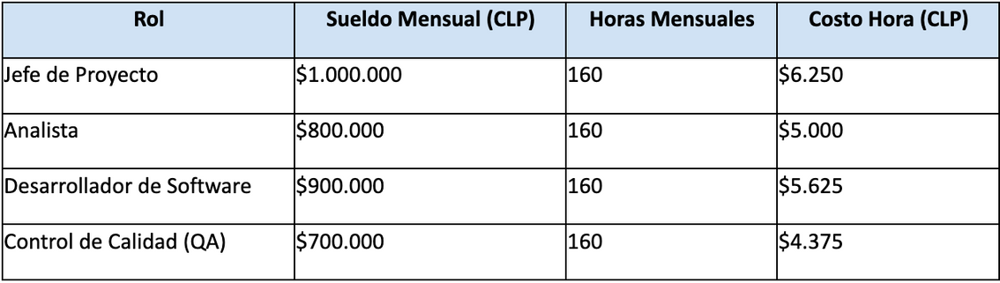 Rol Sueldo Mensual (CLP) Horas Mensuales Costo Hora (CLP)
Jefe de Proyecto $1.000.000 160 $6.250
Analista $800.000 160 $5.000
Desarrollador de Software $900.000 160 $5.625
Control de Calidad (QA) $700.000 160 $4.375